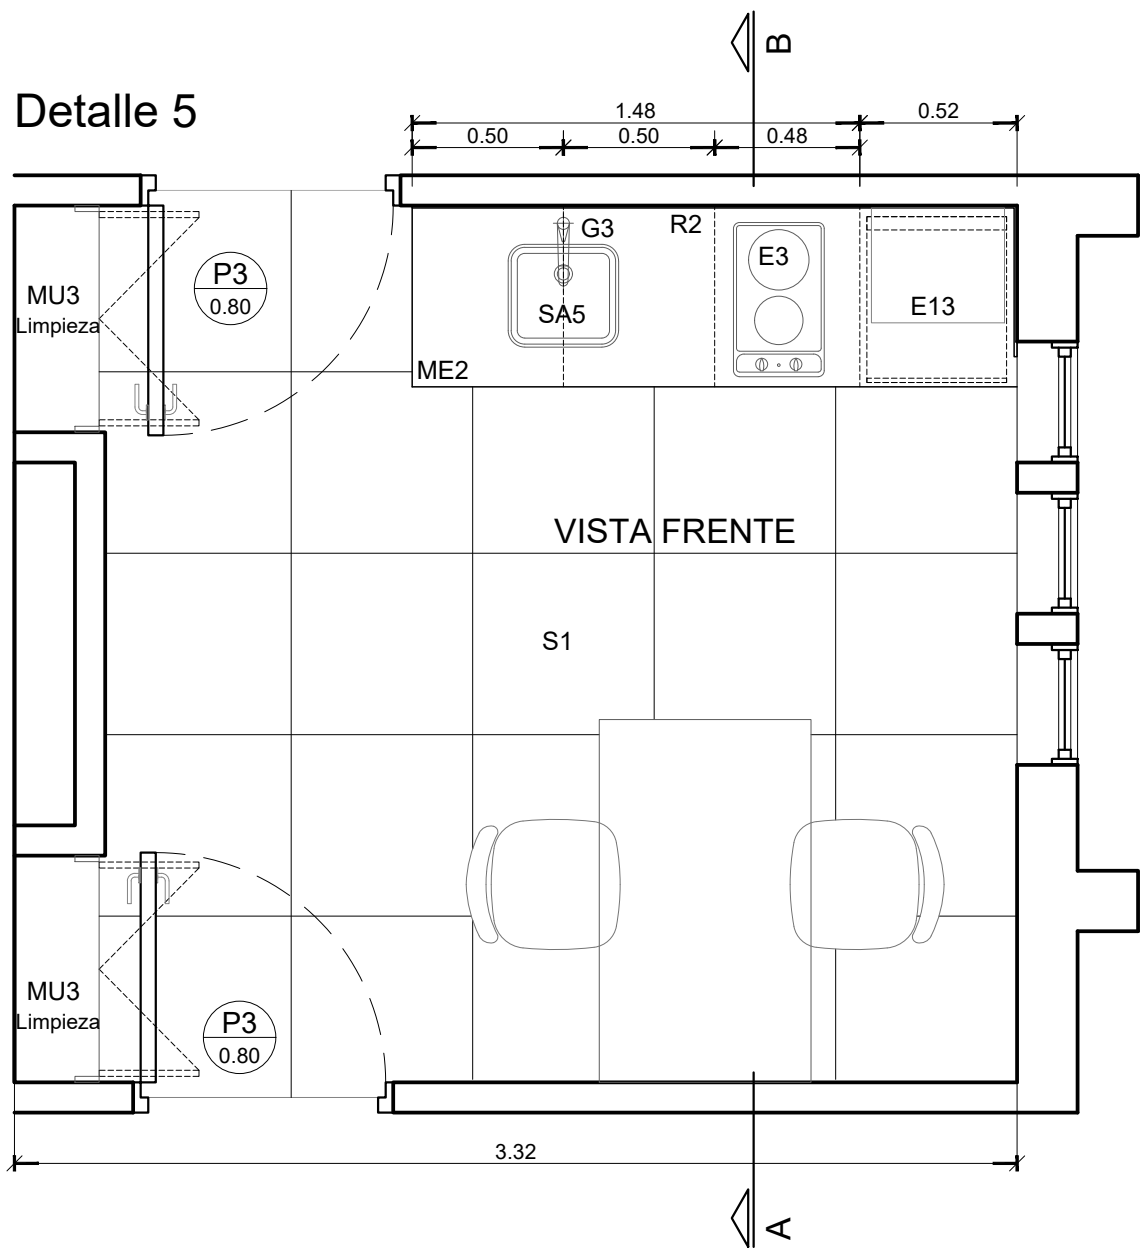 B
Detalle 5
1.48
0.52
0.50
0.50
0.48
G3
R2
E3
P3
0.80
MU3
Limpieza
SA5
E13
ME2
VISTA FRENTE
S1
MU3
Limpieza
P3
0.80
3.32
A